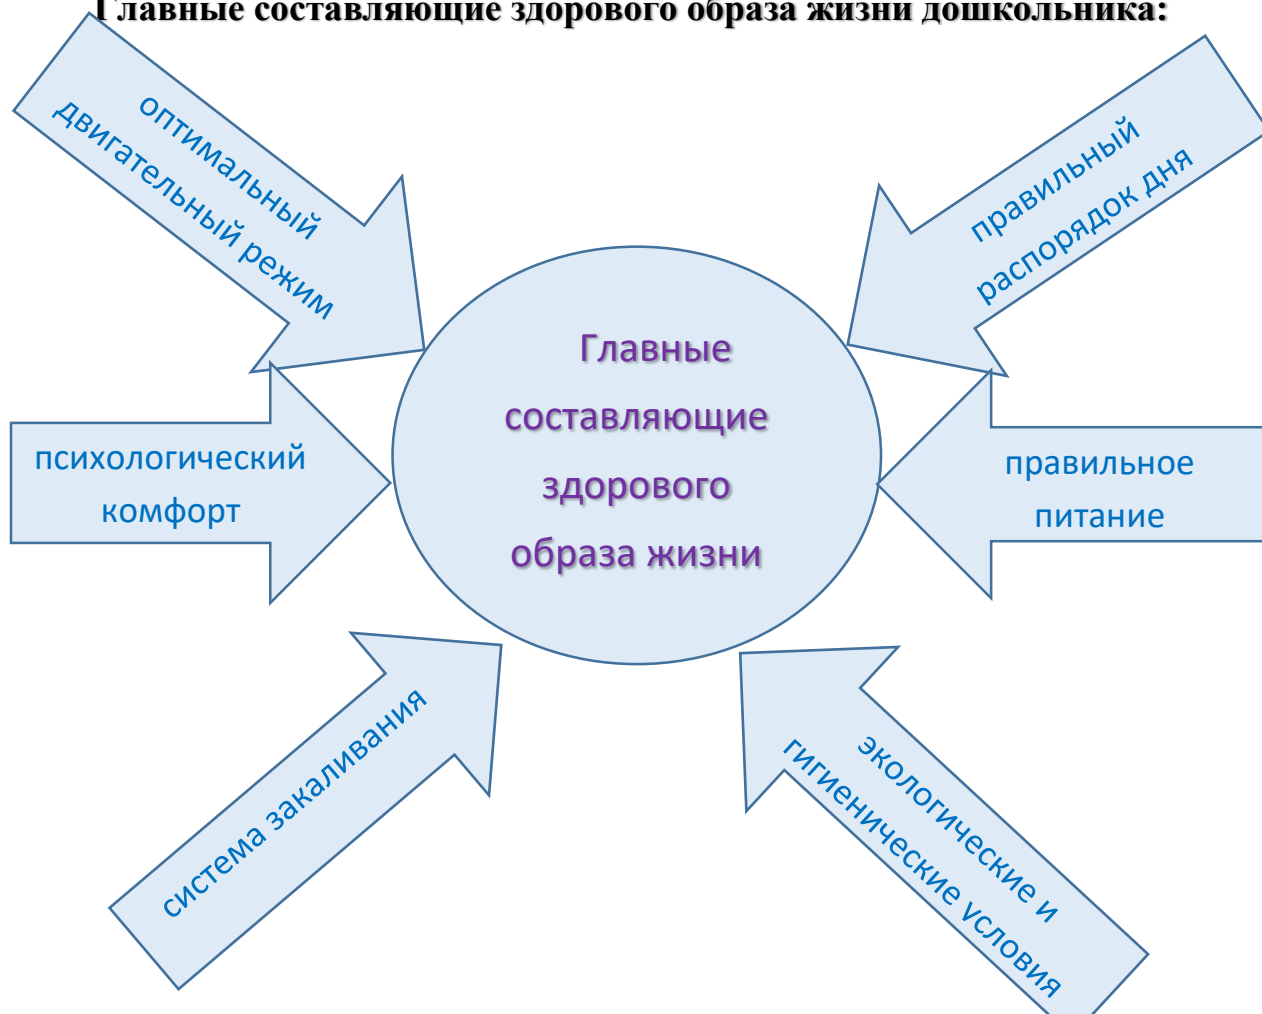 Главные составляющие здорового образа жизни дошкольника:
оптимальный
двигательный режим
правильный
распорядок дня
Главные
составляющие
здорового
образа жизни
психологический
комфорт
правильное
питание
система закаливания
экологические и
гигиенические условия